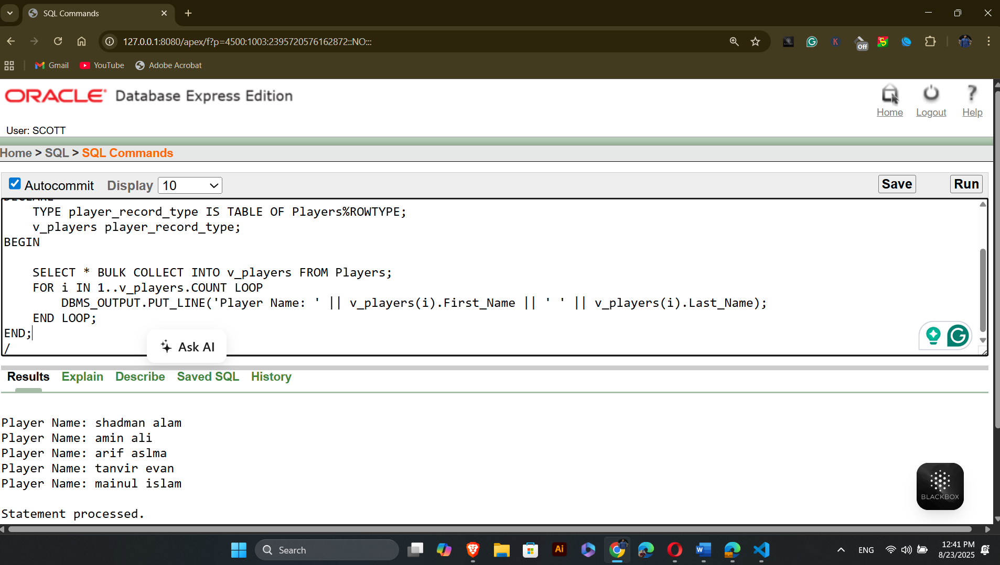 SQL Commands
127.0.0.1:8080/apex/f?p=4500:1003:2395720576162872::NO:::
K
Off
S
Gmail
YouTube
Adobe Acrobat
ORACLE Database Express Edition
Home
Logout
? Help
User: SCOTT
Home > SQL > SQL Commands
Autocommit
Display 10
Save
Run
DECLARE
TYPE player_record_type IS TABLE OF Players%ROWTYPE;
v_players player_record_type;
BEGIN
SELECT * BULK COLLECT INTO v_players FROM Players;
FOR i IN 1..v_players.COUNT LOOP
DBMS_OUTPUT.PUT_LINE('Player Name: ' || v_players(i).First_Name || ' ' || v_players(i).Last_Name);
END LOOP;
END;
/
Ask AI
Results
Explain
Describe
Saved SQL
History
Player Name: shadman alam
Player Name: amin ali
Player Name: arif aslma
Player Name: tanvir evan
Player Name: mainul islam
Statement processed.
BLACKBOX
Search
Ai
W
ENG
12:41 PM
8/23/2025